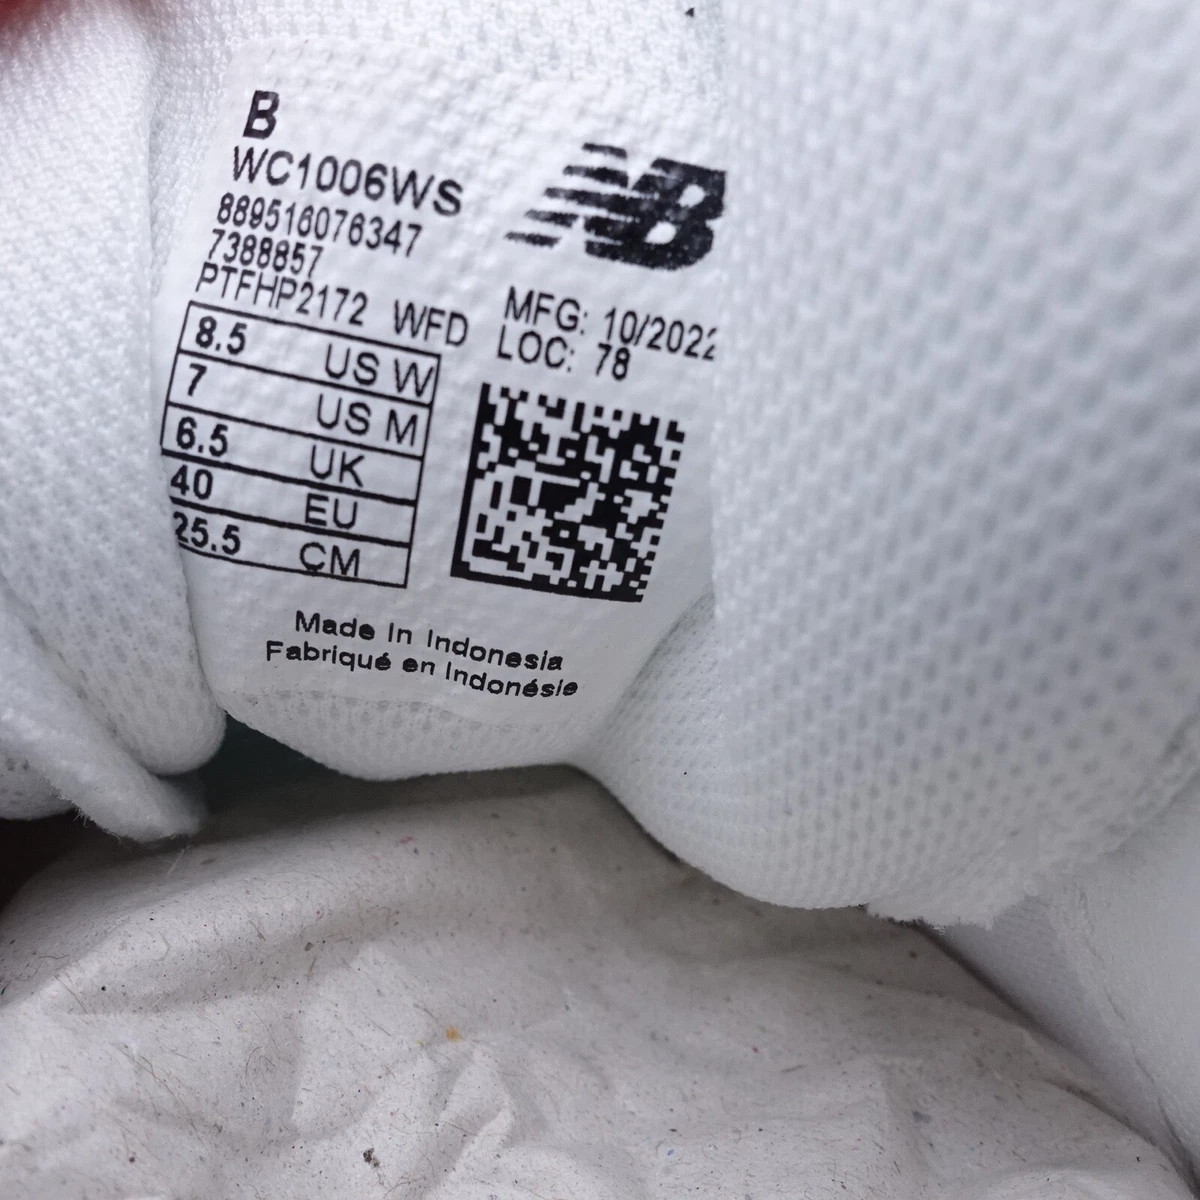 B
WC1006WS
889516076347
7388857
PTFHP2172 WFD
NB
MFG: 10/2022
LOC: 78
8.5 US W
7 US M
6.5 UK
40 EU
25.5 CM
Made In Indonesia
Fabriqué en Indonésie